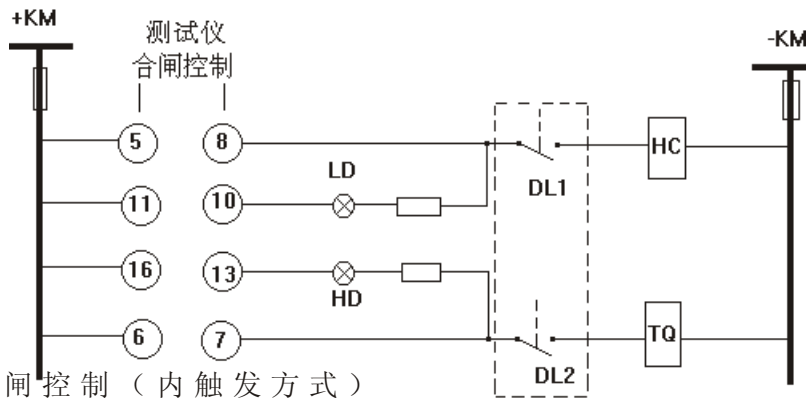 +KM
-KM
测试仪
合闸控制
5 8
HC
LD
DL1
11 10
16 13
HD
6 7
TQ
DL2
闸控制（内触发方式）